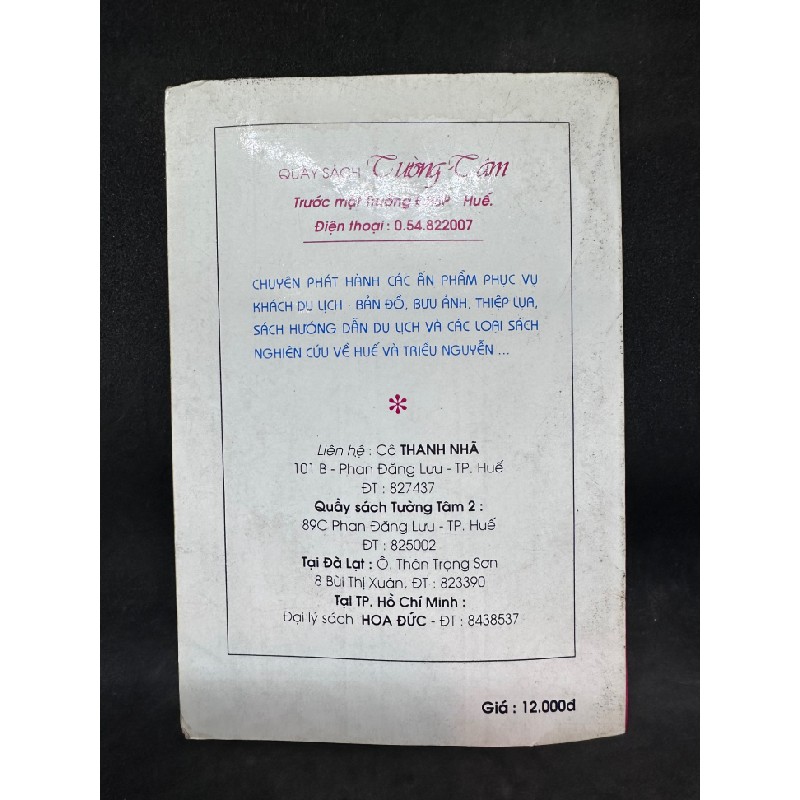 QUẦY SÁCH Tường Tâm
Trước mặt Trường ĐHSP - Huế.
Điện thoại : 0.54.822007
CHUYÊN PHÁT HÀNH CÁC ẤN PHẨM PHỤC VỤ
KHÁCH DU LỊCH BẢN ĐỒ, BƯU ẢNH, THIỆP LỤA,
SÁCH HƯỚNG DẪN DU LỊCH VÀ CÁC LOẠI SÁCH
NGHIÊN CỨU VỀ HUẾ VÀ TRIỀU NGUYỄN ...
*
Liên hệ : Cô THANH NHÃ
101 B - Phan Đăng Lưu - TP. Huế
ĐT : 827437
Quầy sách Tường Tâm 2 :
89C Phan Đăng Lưu - TP. Huế
ĐT : 825002
Tại Đà Lạt : Ô. Thân Trọng Sơn
8 Bùi Thị Xuân. ĐT : 823390
Tại TP. Hồ Chí Minh :
Đại lý sách HOA ĐỨC - ĐT : 8438537
Giá : 12.000đ